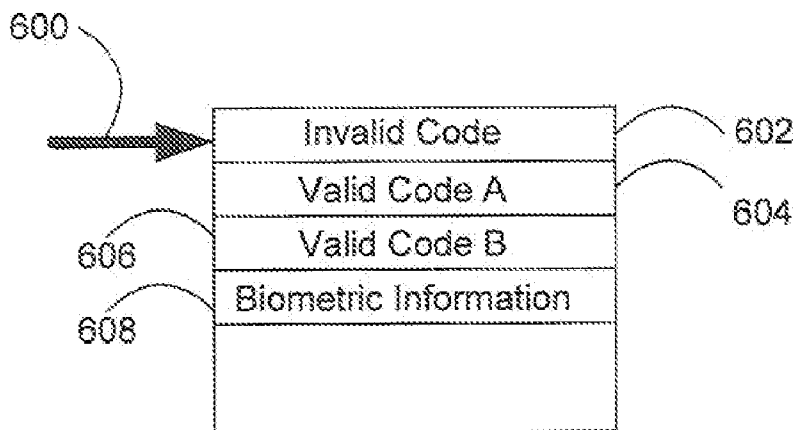 600
Invalid Code
602
Valid Code A
604
Valid Code B
606
Biometric Information
608